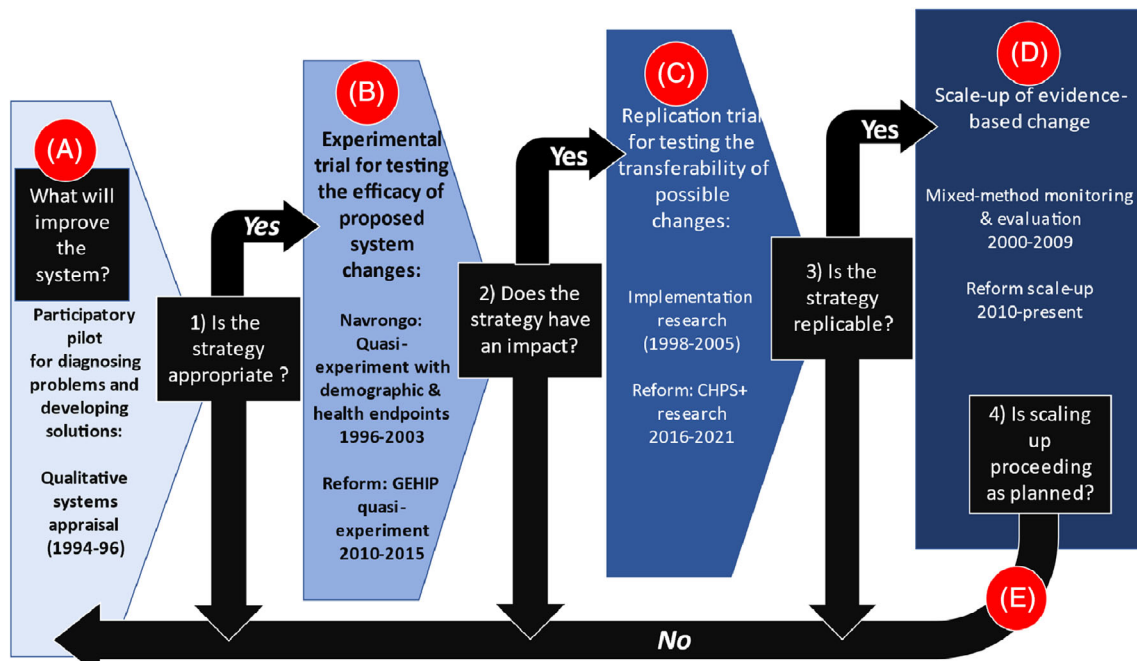 (A)
What will
improve
the
system?
Participatory
pilot
for diagnosing
problems and
developing
solutions:
Qualitative
systems
appraisal
(1994-96)
1) Is the
strategy
appropriate ?
Yes
(B)
Experimental
trial for testing
the efficacy of
proposed
system
changes:
Navrongo:
Quasi-
experiment with
demographic &
health endpoints
1996-2003
Reform: GEHIP
quasi-
experiment
2010-2015
2) Does the
strategy have
an impact?
Yes
(C)
Replication trial
for testing the
transferability of
possible
changes:
Implementation
research
(1998-2005)
Reform: CHPS+
research
2016-2021
3) Is the
strategy
replicable?
Yes
(D)
Scale-up of evidence-
based change
Mixed-method monitoring
& evaluation
2000-2009
Reform scale-up
2010-present
4) Is scaling
up
proceeding
as planned?
(E)
No